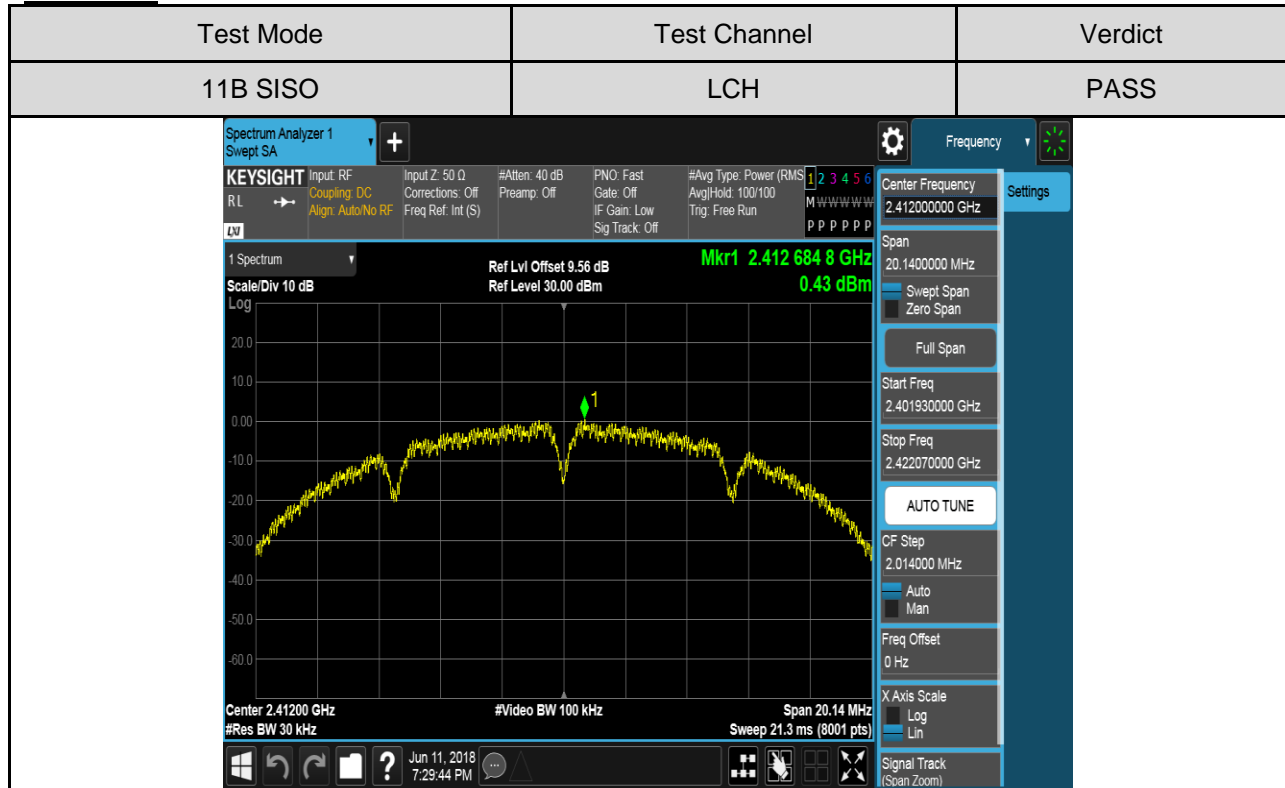 Test Mode Test Channel Verdict
11B SISO LCH PASS
Spectrum Analyzer 1
Swept SA
+
Frequency
KEYSIGHT
RL
LXI
Input: RF
Coupling: DC
Align: Auto/No RF
Input Z: 50 Ω
Corrections: Off
Freq Ref: Int (S)
#Atten: 40 dB
Preamp: Off
PNO: Fast
Gate: Off
IF Gain: Low
Sig Track: Off
#Avg Type: Power (RMS
Avg|Hold: 100/100
Trig: Free Run
1 2 3 4 5 6
M W W W W W
P P P P P P
1 Spectrum
Scale/Div 10 dB
Ref Lvl Offset 9.56 dB
Ref Level 30.00 dBm
Mkr1 2.412 684 8 GHz
0.43 dBm
Log
20.0
10.0
0.00
-10.0
-20.0
-30.0
-40.0
-50.0
-60.0
1
Center 2.41200 GHz
#Res BW 30 kHz
#Video BW 100 kHz
Span 20.14 MHz
Sweep 21.3 ms (8001 pts)
Center Frequency
2.412000000 GHz
Settings
Span
20.1400000 MHz
Swept Span
Zero Span
Full Span
Start Freq
2.401930000 GHz
Stop Freq
2.422070000 GHz
AUTO TUNE
CF Step
2.014000 MHz
Auto
Man
Freq Offset
0 Hz
X Axis Scale
Log
Lin
Signal Track
(Span Zoom)
?
Jun 11, 2018
7:29:44 PM